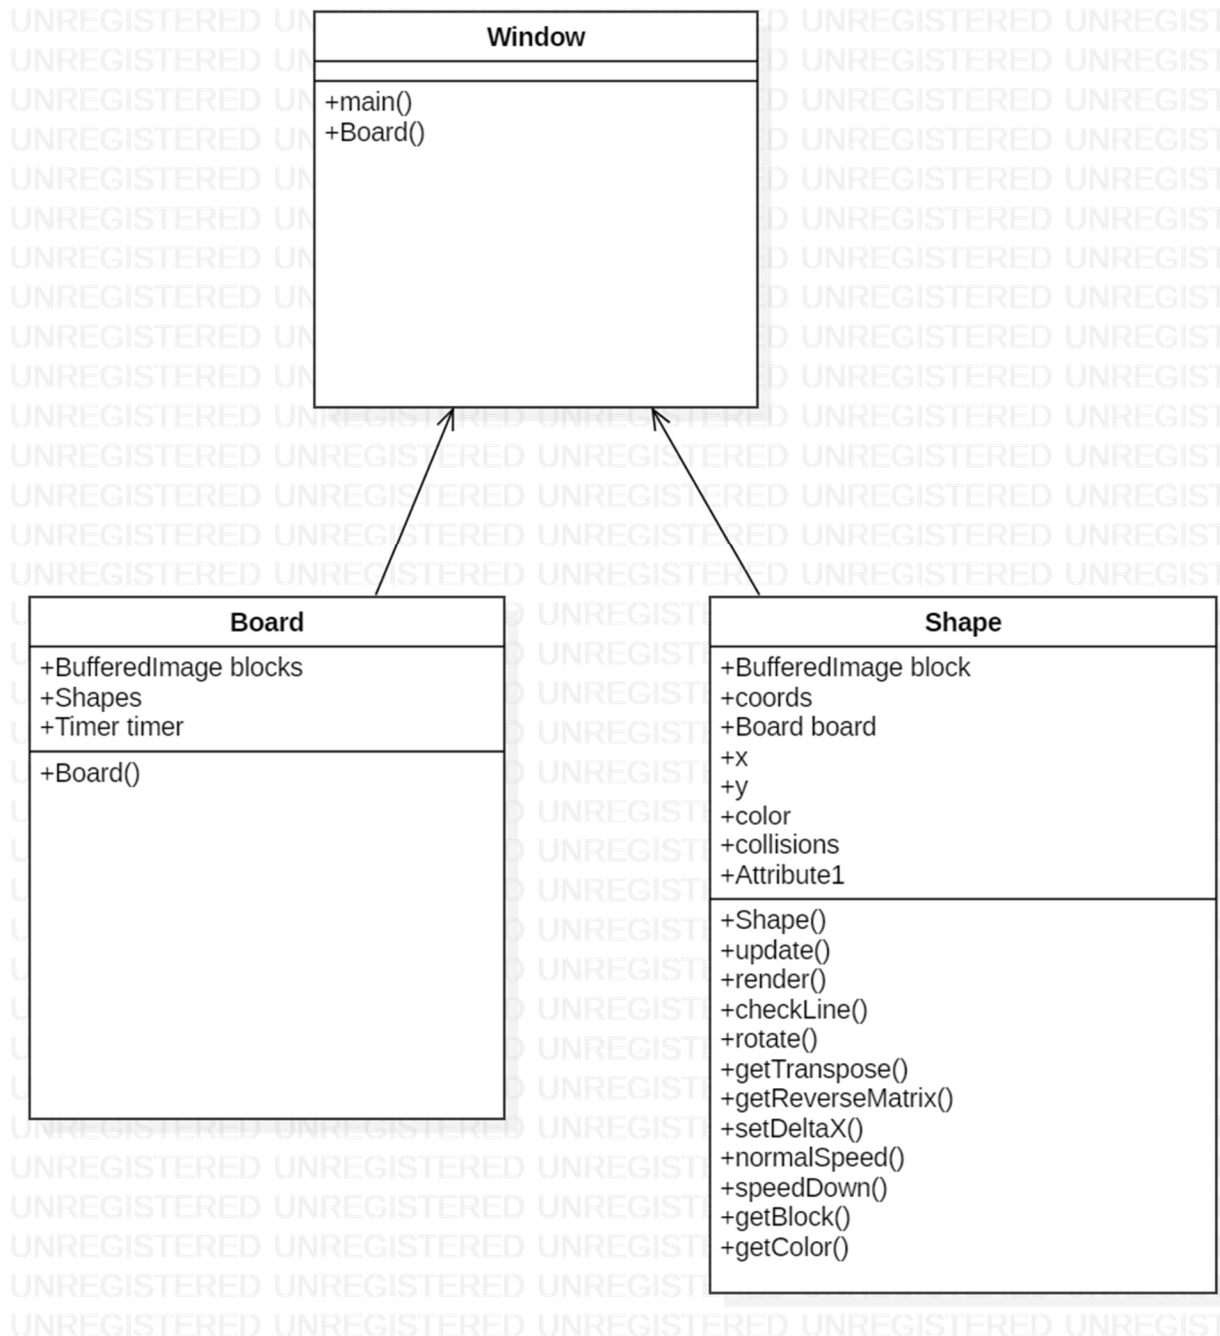 Window
+main()
+Board()
Board
+BufferedImage blocks
+Shapes
+Timer timer
+Board()
Shape
+BufferedImage block
+coords
+Board board
+x
+y
+color
+collisions
+Attribute1
+Shape()
+update()
+render()
+checkLine()
+rotate()
+getTranspose()
+getReverseMatrix()
+setDeltaX()
+normalSpeed()
+speedDown()
+getBlock()
+getColor()
UNREGISTERED